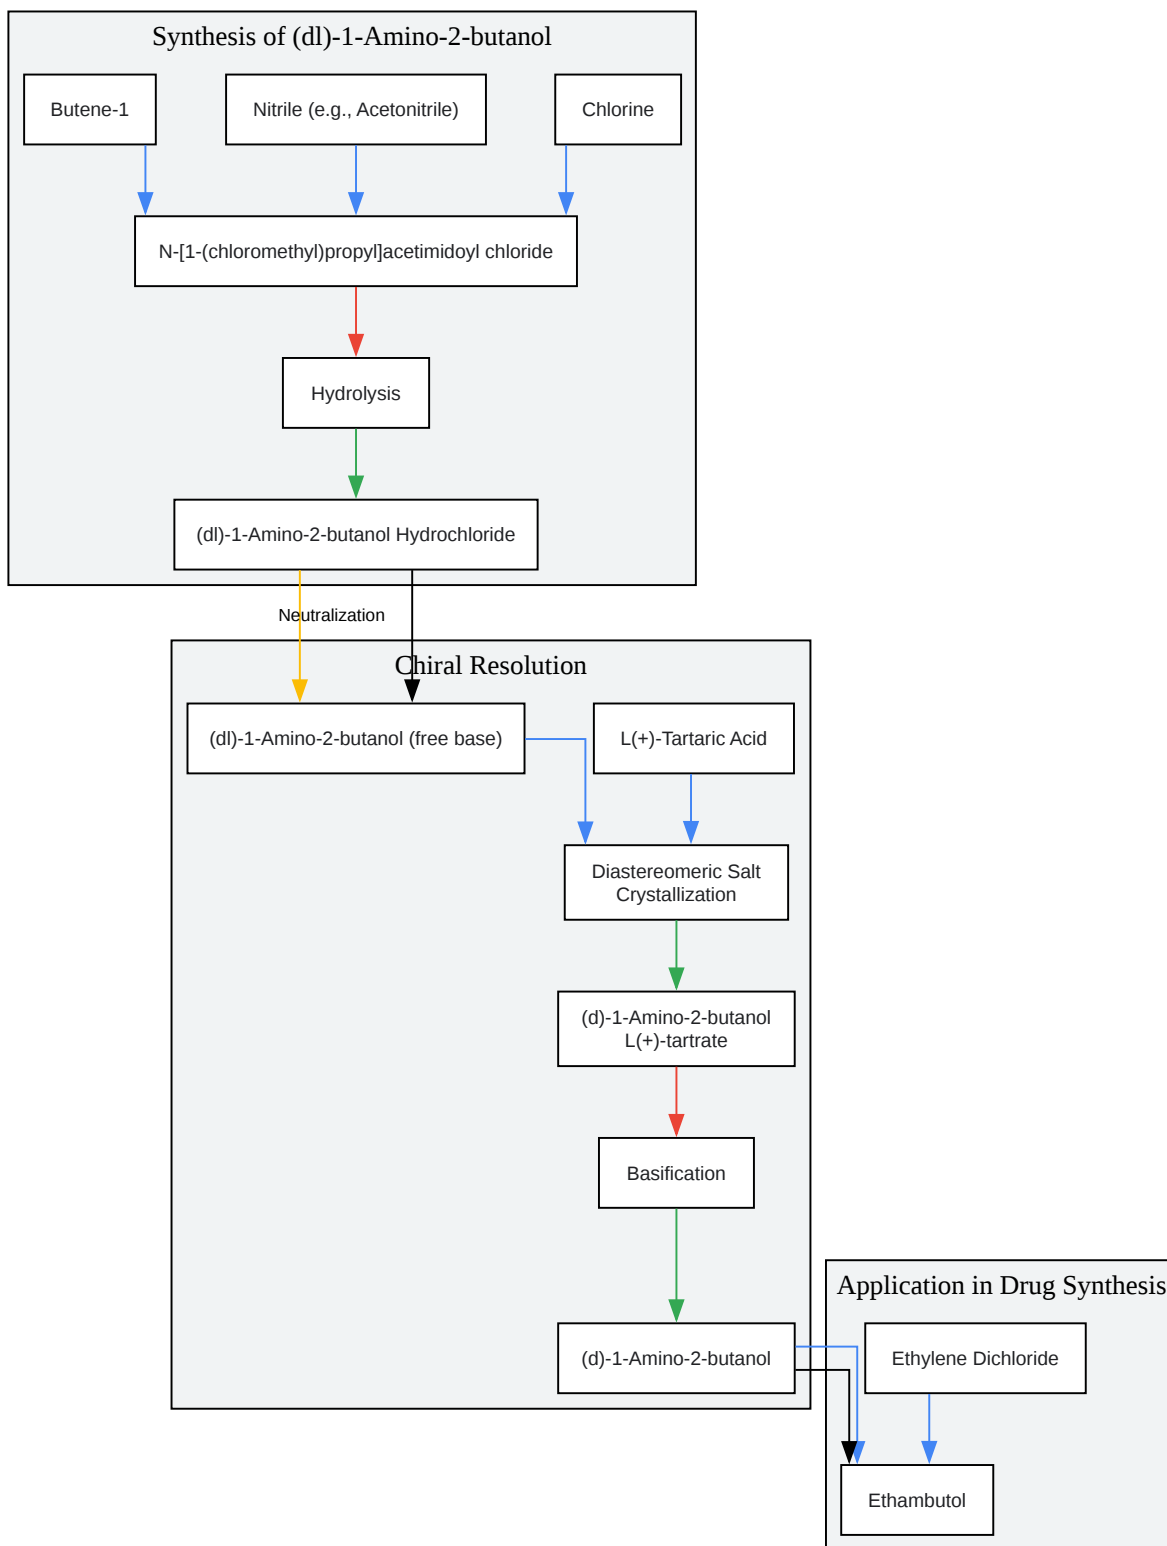 Synthesis of (dl)-1-Amino-2-butanol
Butene-1
Nitrile (e.g., Acetonitrile)
Chlorine
N-[1-(chloromethyl)propyl]acetimidoyl chloride
Hydrolysis
(dl)-1-Amino-2-butanol Hydrochloride
Neutralization
Chiral Resolution
(dl)-1-Amino-2-butanol (free base)
L(+)-Tartaric Acid
Diastereomeric Salt
Crystallization
(d)-1-Amino-2-butanol
L(+)-tartrate
Basification
(d)-1-Amino-2-butanol
Application in Drug Synthesis
Ethylene Dichloride
Ethambutol